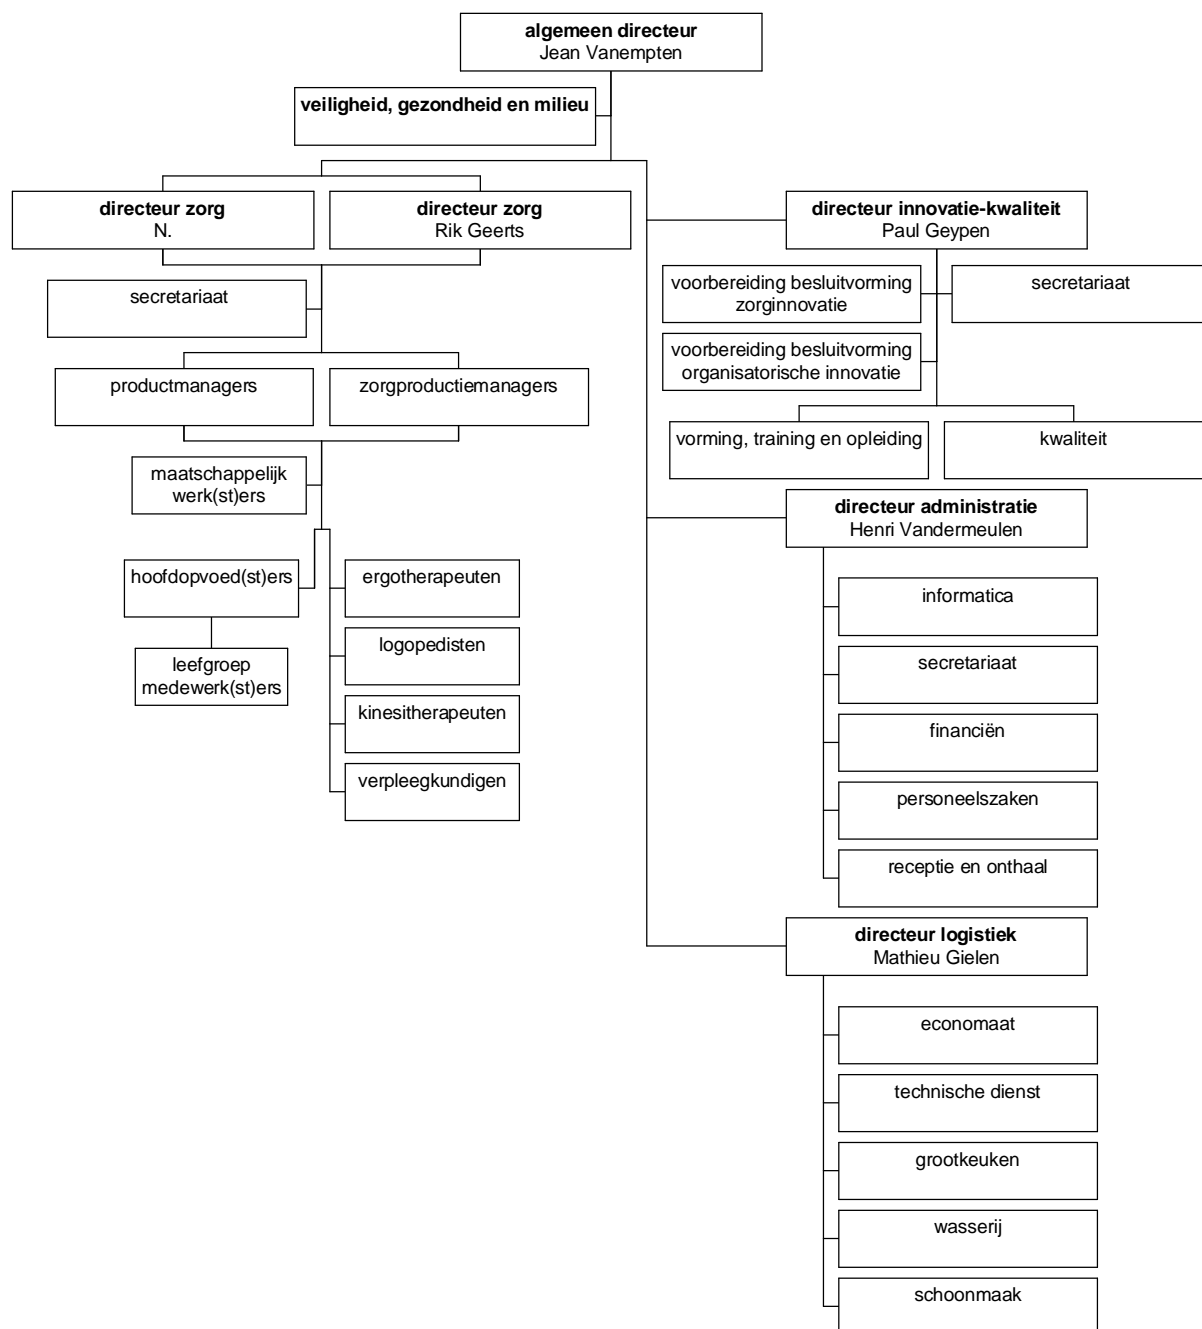 algemeen directeur
Jean Vanempten
veiligheid, gezondheid en milieu
directeur zorg
N.
directeur zorg
Rik Geerts
secretariaat
productmanagers
zorgproductiemanagers
maatschappelijk
werk(st)ers
hoofdopvoed(st)ers
leefgroep
medewerk(st)ers
ergotherapeuten
logopedisten
kinesitherapeuten
verpleegkundigen
directeur innovatie-kwaliteit
Paul Geypen
voorbereiding besluitvorming
zorginnovatie
secretariaat
voorbereiding besluitvorming
organisatorische innovatie
vorming, training en opleiding
kwaliteit
directeur administratie
Henri Vandermeulen
informatica
secretariaat
financiën
personeelszaken
receptie en onthaal
directeur logistiek
Mathieu Gielen
economaat
technische dienst
grootkeuken
wasserij
schoonmaak